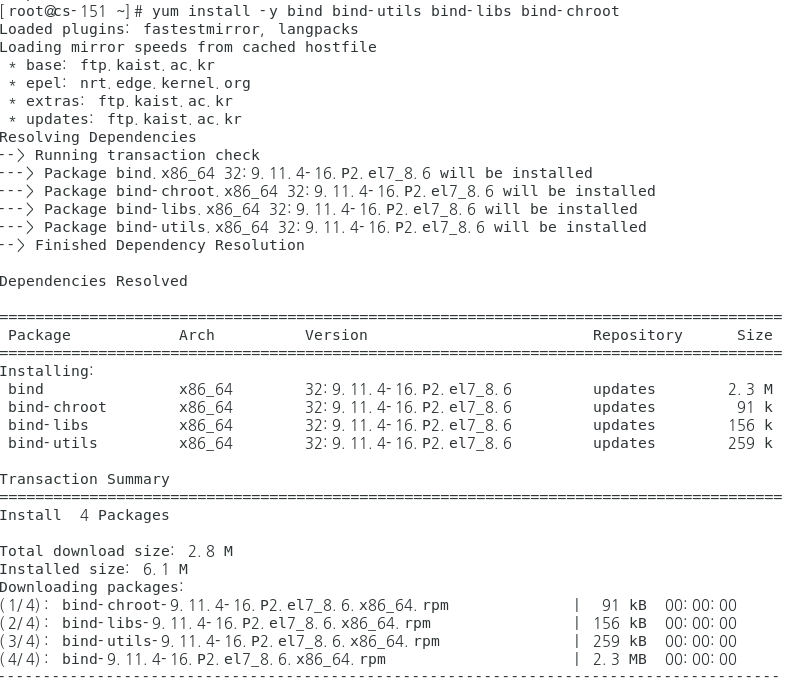 [root@cs-151 ~]# yum install -y bind bind-utils bind-libs bind-chroot
Loaded plugins: fastestmirror, langpacks
Loading mirror speeds from cached hostfile
 * base: ftp.kaist.ac.kr
 * epel: nrt.edge.kernel.org
 * extras: ftp.kaist.ac.kr
 * updates: ftp.kaist.ac.kr
Resolving Dependencies
--> Running transaction check
---> Package bind.x86_64 32:9.11.4-16.P2.el7_8.6 will be installed
---> Package bind-chroot.x86_64 32:9.11.4-16.P2.el7_8.6 will be installed
---> Package bind-libs.x86_64 32:9.11.4-16.P2.el7_8.6 will be installed
---> Package bind-utils.x86_64 32:9.11.4-16.P2.el7_8.6 will be installed
--> Finished Dependency Resolution

Dependencies Resolved

=======================================================================================
 Package            Arch          Version                         Repository      Size
=======================================================================================
Installing:
 bind               x86_64        32:9.11.4-16.P2.el7_8.6         updates        2.3 M
 bind-chroot        x86_64        32:9.11.4-16.P2.el7_8.6         updates         91 k
 bind-libs          x86_64        32:9.11.4-16.P2.el7_8.6         updates        156 k
 bind-utils         x86_64        32:9.11.4-16.P2.el7_8.6         updates        259 k

Transaction Summary
=======================================================================================
Install  4 Packages

Total download size: 2.8 M
Installed size: 6.1 M
Downloading packages:
(1/4): bind-chroot-9.11.4-16.P2.el7_8.6.x86_64.rpm              |  91 kB  00:00:00
(2/4): bind-libs-9.11.4-16.P2.el7_8.6.x86_64.rpm                | 156 kB  00:00:00
(3/4): bind-utils-9.11.4-16.P2.el7_8.6.x86_64.rpm               | 259 kB  00:00:00
(4/4): bind-9.11.4-16.P2.el7_8.6.x86_64.rpm                     | 2.3 MB  00:00:00
---------------------------------------------------------------------------------------